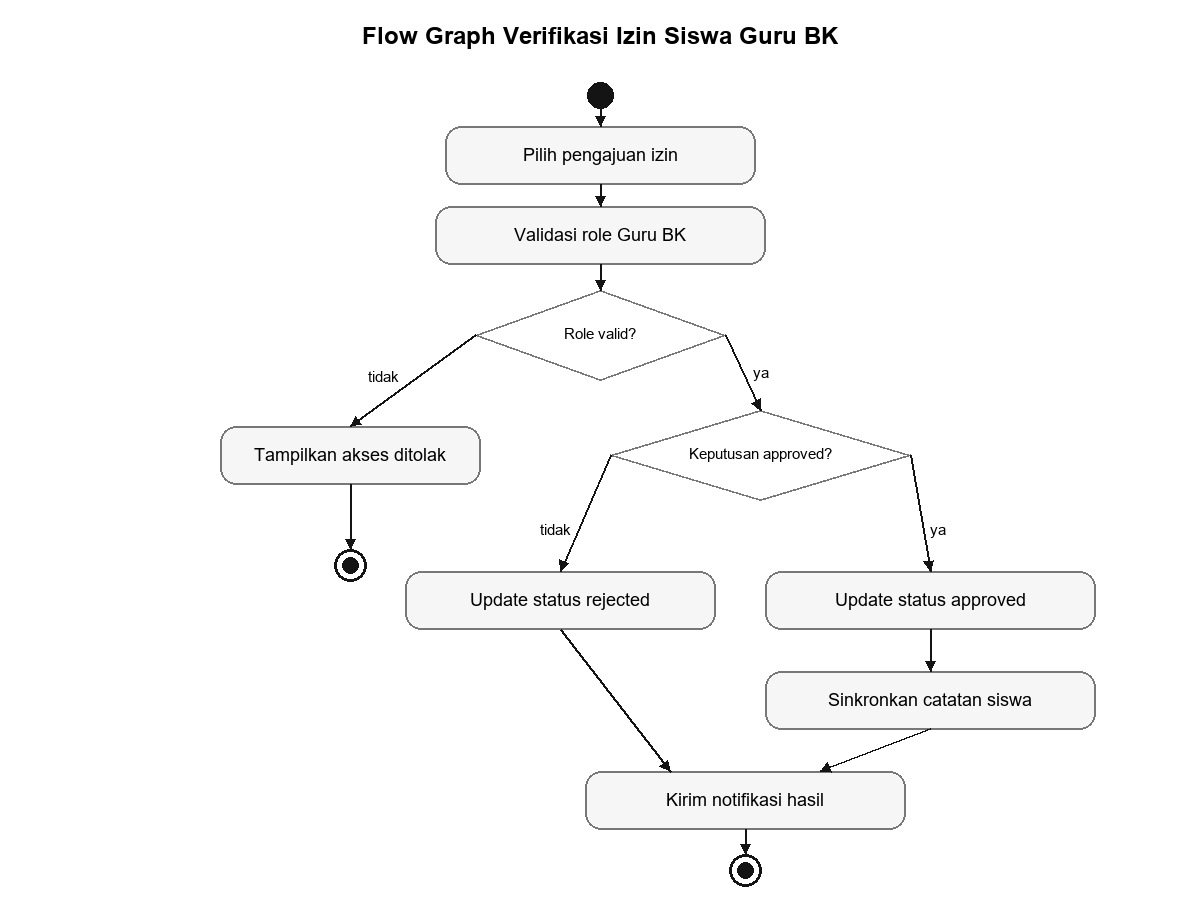 Flow Graph Verifikasi Izin Siswa Guru BK
Pilih pengajuan izin
Validasi role Guru BK
Role valid?
tidak
ya
Tampilkan akses ditolak
Keputusan approved?
tidak
ya
Update status rejected
Update status approved
Sinkronkan catatan siswa
Kirim notifikasi hasil